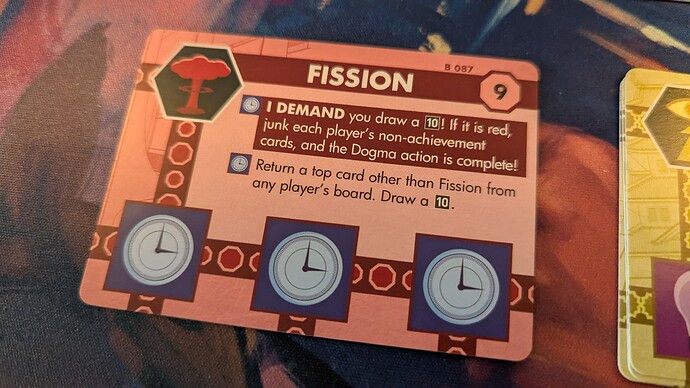 B 087
FISSION
9
I DEMAND you draw a 10! If it is red,
junk each player's non-achievement
cards, and the Dogma action is complete!
Return a top card other than Fission from
any player's board. Draw a 10.